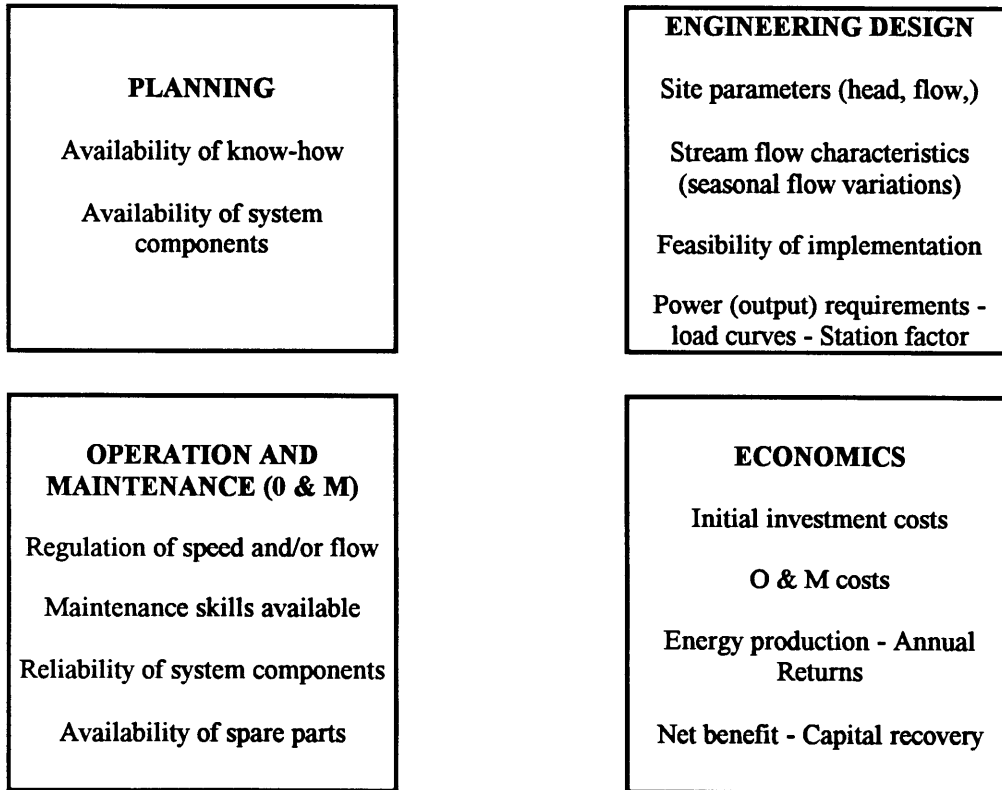 PLANNING
Availability of know-how
Availability of system
components
ENGINEERING DESIGN
Site parameters (head, flow,)
Stream flow characteristics
(seasonal flow variations)
Feasibility of implementation
Power (output) requirements -
load curves - Station factor
OPERATION AND
MAINTENANCE (0 & M)
Regulation of speed and/or flow
Maintenance skills available
Reliability of system components
Availability of spare parts
ECONOMICS
Initial investment costs
O & M costs
Energy production - Annual
Returns
Net benefit - Capital recovery